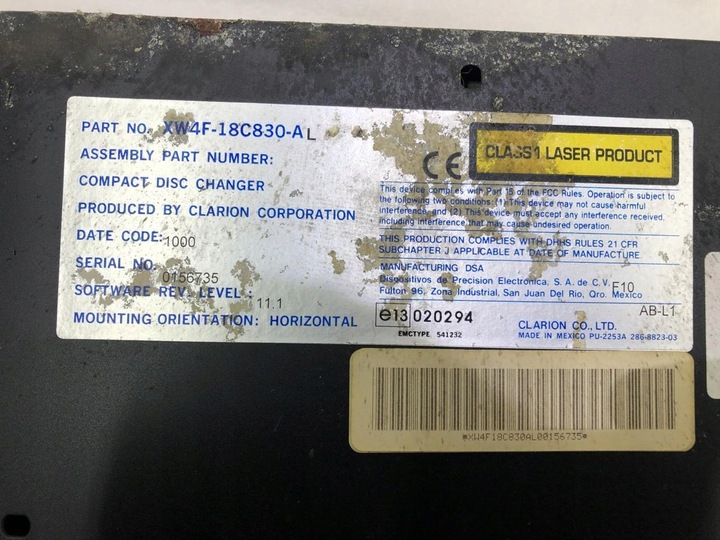 PART NO. XW4F-18C830-AL
ASSEMBLY PART NUMBER:
COMPACT DISC CHANGER
PRODUCED BY CLARION CORPORATION
DATE CODE: 1000
SERIAL NO. 0156735
SOFTWARE REV. LEVEL: 11.1
MOUNTING ORIENTATION: HORIZONTAL
CE
CLASS 1 LASER PRODUCT
This device complies with Part 15 of the FCC Rules. Operation is subject to
the following two conditions: (1) This device may not cause harmful
interference, and (2) This device must accept any interference received,
including interference that may cause undesired operation.
THIS PRODUCTION COMPLIES WITH DHHS RULES 21 CFR
SUBCHAPTER J APPLICABLE AT DATE OF MANUFACTURE
MANUFACTURING DSA
Dispositivos de Precision Electronica, S. A. de C. V. F10
Fulton 96, Zona Industrial, San Juan Del Rio, Qro. Mexico
AB-L1
e13 020294
EMCTYPE 541232
CLARION CO., LTD.
MADE IN MEXICO PU-2253A 286-8823-03
*XW4F18C830AL00156735*